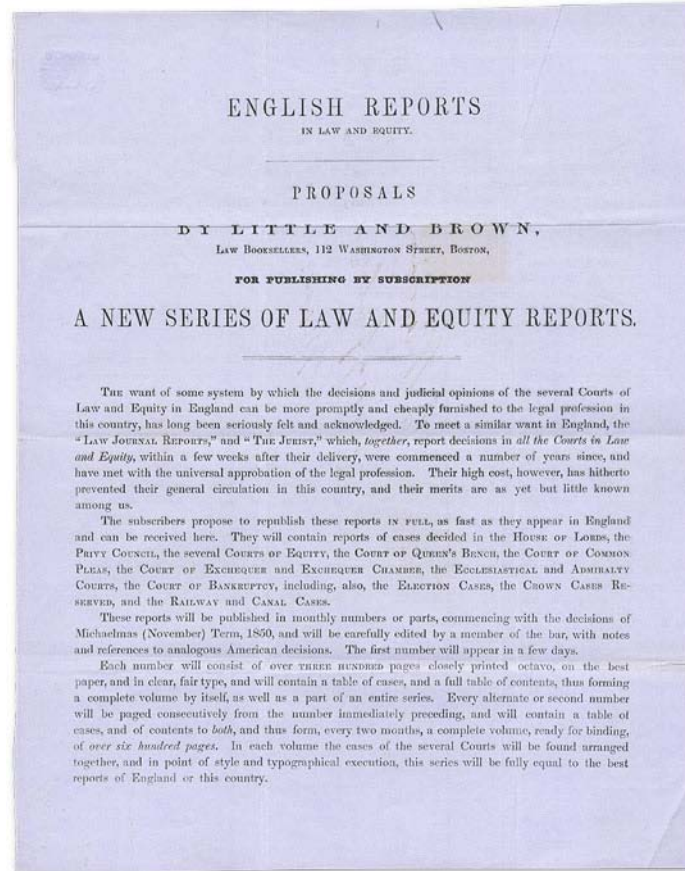 ENGLISH REPORTS
IN LAW AND EQUITY.
PROPOSALS
BY LITTLE AND BROWN,
LAW BOOKSELLERS, 112 WASHINGTON STREET, BOSTON,
FOR PUBLISHING BY SUBSCRIPTION
A NEW SERIES OF LAW AND EQUITY REPORTS.
THE want of some system by which the decisions and judicial opinions of the several Courts of
Law and Equity in England can be more promptly and cheaply furnished to the legal profession in
this country, has long been seriously felt and acknowledged. To meet a similar want in England, the
"LAW JOURNAL REPORTS," and "THE JURIST," which, together, report decisions in all the Courts in Law
and Equity, within a few weeks after their delivery, were commenced a number of years since, and
have met with the universal approbation of the legal profession. Their high cost, however, has hitherto
prevented their general circulation in this country, and their merits are as yet but little known
among us.
The subscribers propose to republish these reports IN FULL, as fast as they appear in England
and can be received here. They will contain reports of cases decided in the HOUSE OF LORDS, the
PRIVY COUNCIL, the several COURTS OF EQUITY, the COURT OF QUEEN'S BENCH, the COURT OF COMMON
PLEAS, the COURT OF EXCHEQUER and EXCHEQUER CHAMBER, the ECCLESIASTICAL and ADMIRALTY
COURTS, the COURT OF BANKRUPTCY, including, also, the ELECTION CASES, the CROWN CASES RE-
SERVED, and the RAILWAY and CANAL CASES.
These reports will be published in monthly numbers or parts, commencing with the decisions of
Michaelmas (November) Term, 1850, and will be carefully edited by a member of the bar, with notes
and references to analogous American decisions. The first number will appear in a few days.
Each number will consist of over THREE HUNDRED pages closely printed octavo, on the best
paper, and in clear, fair type, and will contain a table of cases, and a full table of contents, thus forming
a complete volume by itself, as well as a part of an entire series. Every alternate or second number
will be paged consecutively from the number immediately preceding, and will contain a table of
cases, and of contents to both, and thus form, every two months, a complete volume, ready for binding,
of over six hundred pages. In each volume the cases of the several Courts will be found arranged
together, and in point of style and typographical execution, this series will be fully equal to the best
reports of England or this country.